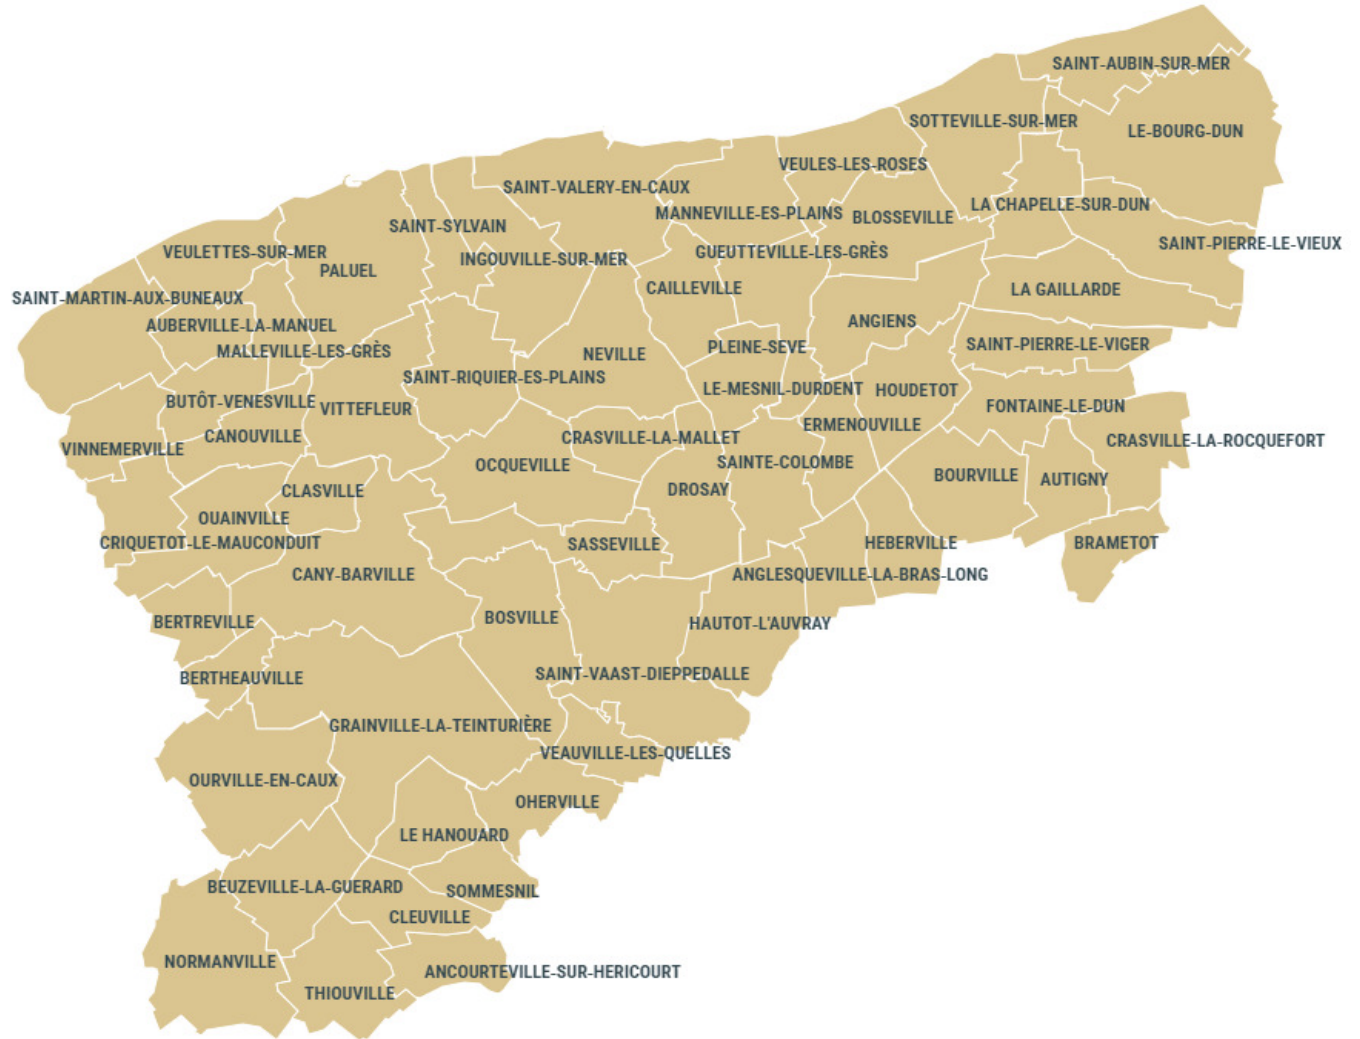 SAINT-AUBIN-SUR-MER
SOTTEVILLE-SUR-MER
LE-BOURG-DUN
VEULES-LES-ROSES
SAINT-VALERY-EN-CAUX
LA CHAPELLE-SUR-DUN
MANNEVILLE-ES-PLAINS
BLOSSEVILLE
SAINT-SYLVAIN
SAINT-PIERRE-LE-VIEUX
VEULETTES-SUR-MER
GUEUTTEVILLE-LES-GRÈS
INGOUVILLE-SUR-MER
PALUEL
CAILLEVILLE
LA GAILLARDE
SAINT-MARTIN-AUX-BUNEAUX
ANGIENS
AUBERVILLE-LA-MANUEL
SAINT-PIERRE-LE-VIGER
PLEINE-SEVE
MALLEVILLE-LES-GRÈS
NEVILLE
SAINT-RIQUIER-ES-PLAINS
LE-MESNIL-DURDENT
HOUDETOT
BUTÔT-VENESVILLE
FONTAINE-LE-DUN
VITTEFLEUR
ERMENOUVILLE
CANOUVILLE
CRASVILLE-LA-MALLET
CRASVILLE-LA-ROCQUEFORT
VINNEMERVILLE
SAINTE-COLOMBE
OCQUEVILLE
BOURVILLE
AUTIGNY
DROSAY
CLASVILLE
OUAINVILLE
CRIQUETOT-LE-MAUCONDUIT
SASSEVILLE
HEBERVILLE
BRAMETOT
CANY-BARVILLE
ANGLESQUEVILLE-LA-BRAS-LONG
BOSVILLE
BERTREVILLE
HAUTOT-L'AUVRAY
SAINT-VAAST-DIEPPEDALLE
BERTHEAUVILLE
GRAINVILLE-LA-TEINTURIÈRE
VEAUVILLE-LES-QUELLES
OURVILLE-EN-CAUX
OHERVILLE
LE HANOUARD
BEUZEVILLE-LA-GUERARD
SOMMESNIL
CLEUVILLE
NORMANVILLE
ANCOURTEVILLE-SUR-HERICOURT
THIOUVILLE